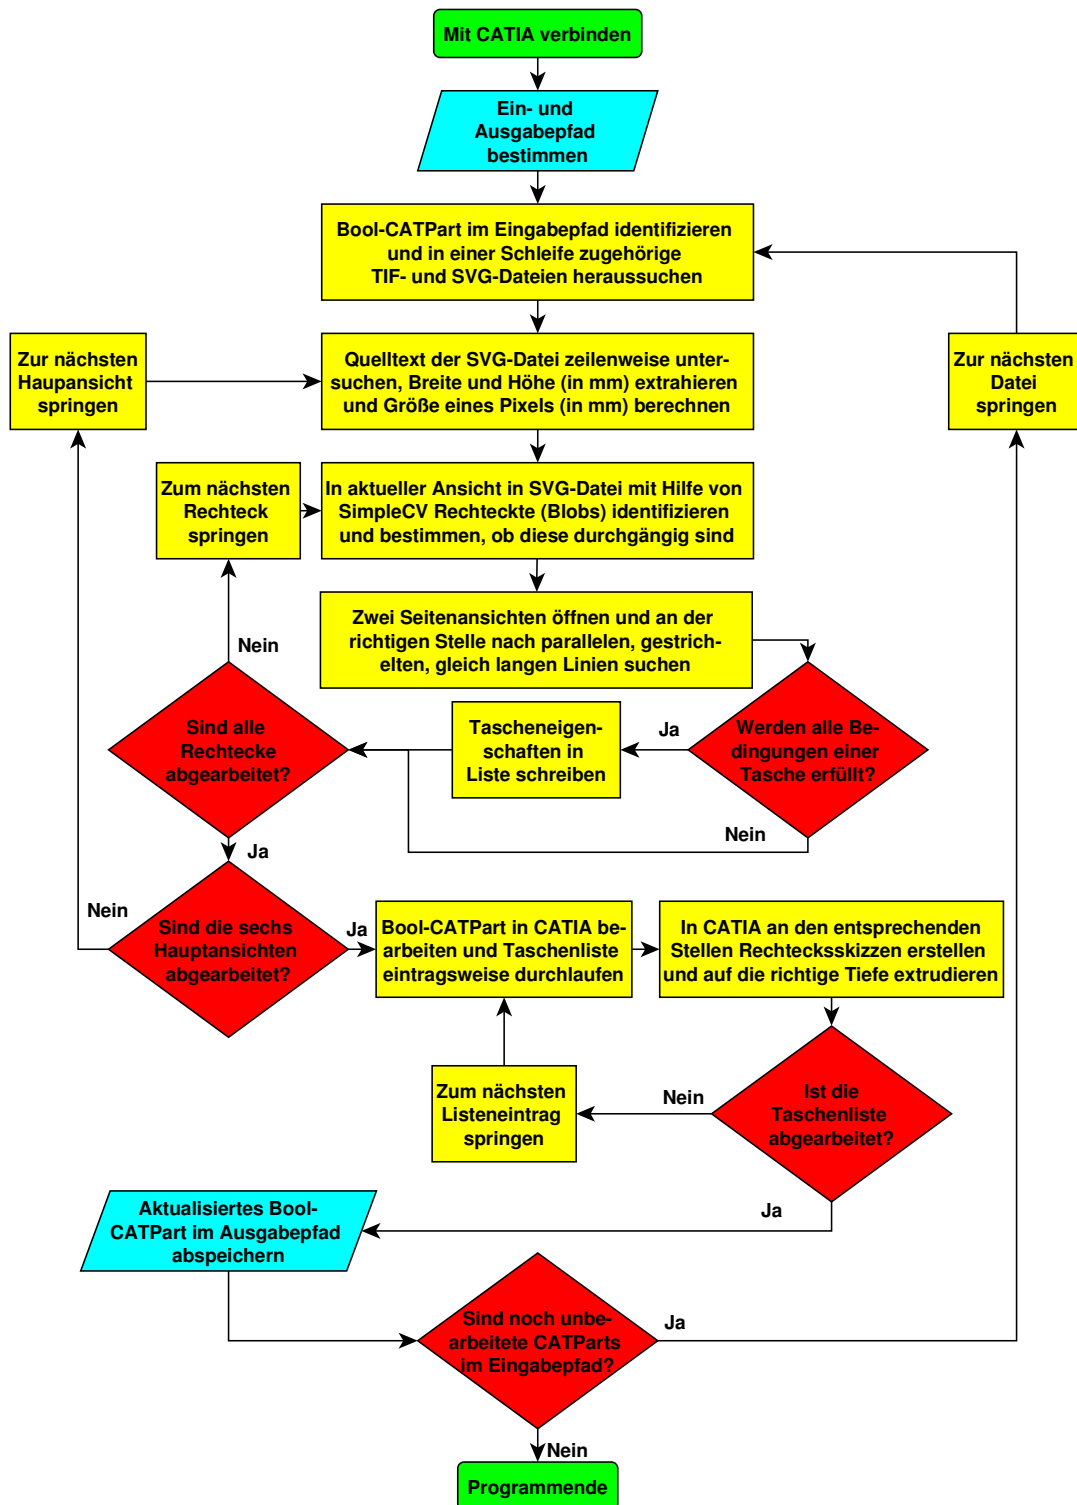 Mit CATIA verbinden
Ein- und
Ausgabepfad
bestimmen
Bool-CATPart im Eingabepfad identifizieren
und in einer Schleife zugehörige
TIF- und SVG-Dateien heraussuchen
Zur nächsten
Haupansicht
springen
Quelltext der SVG-Datei zeilenweise unter-
suchen, Breite und Höhe (in mm) extrahieren
und Größe eines Pixels (in mm) berechnen
Zur nächsten
Datei
springen
Zum nächsten
Rechteck
springen
In aktueller Ansicht in SVG-Datei mit Hilfe von
SimpleCV Rechteckte (Blobs) identifizieren
und bestimmen, ob diese durchgängig sind
Zwei Seitenansichten öffnen und an der
richtigen Stelle nach parallelen, gestrich-
elten, gleich langen Linien suchen
Nein
Sind alle
Rechtecke
abgearbeitet?
Tascheneigen-
schaften in
Liste schreiben
Ja
Werden alle Be-
dingungen einer
Tasche erfüllt?
Nein
Ja
Nein
Sind die sechs
Hauptansichten
abgearbeitet?
Ja
Bool-CATPart in CATIA be-
arbeiten und Taschenliste
eintragsweise durchlaufen
In CATIA an den entsprechenden
Stellen Rechtecksskizzen erstellen
und auf die richtige Tiefe extrudieren
Zum nächsten
Listeneintrag
springen
Nein
Ist die
Taschenliste
abgearbeitet?
Ja
Aktualisiertes Bool-
CATPart im Ausgabepfad
abspeichern
Sind noch unbe-
arbeitete CATParts
im Eingabepfad?
Ja
Nein
Programmende